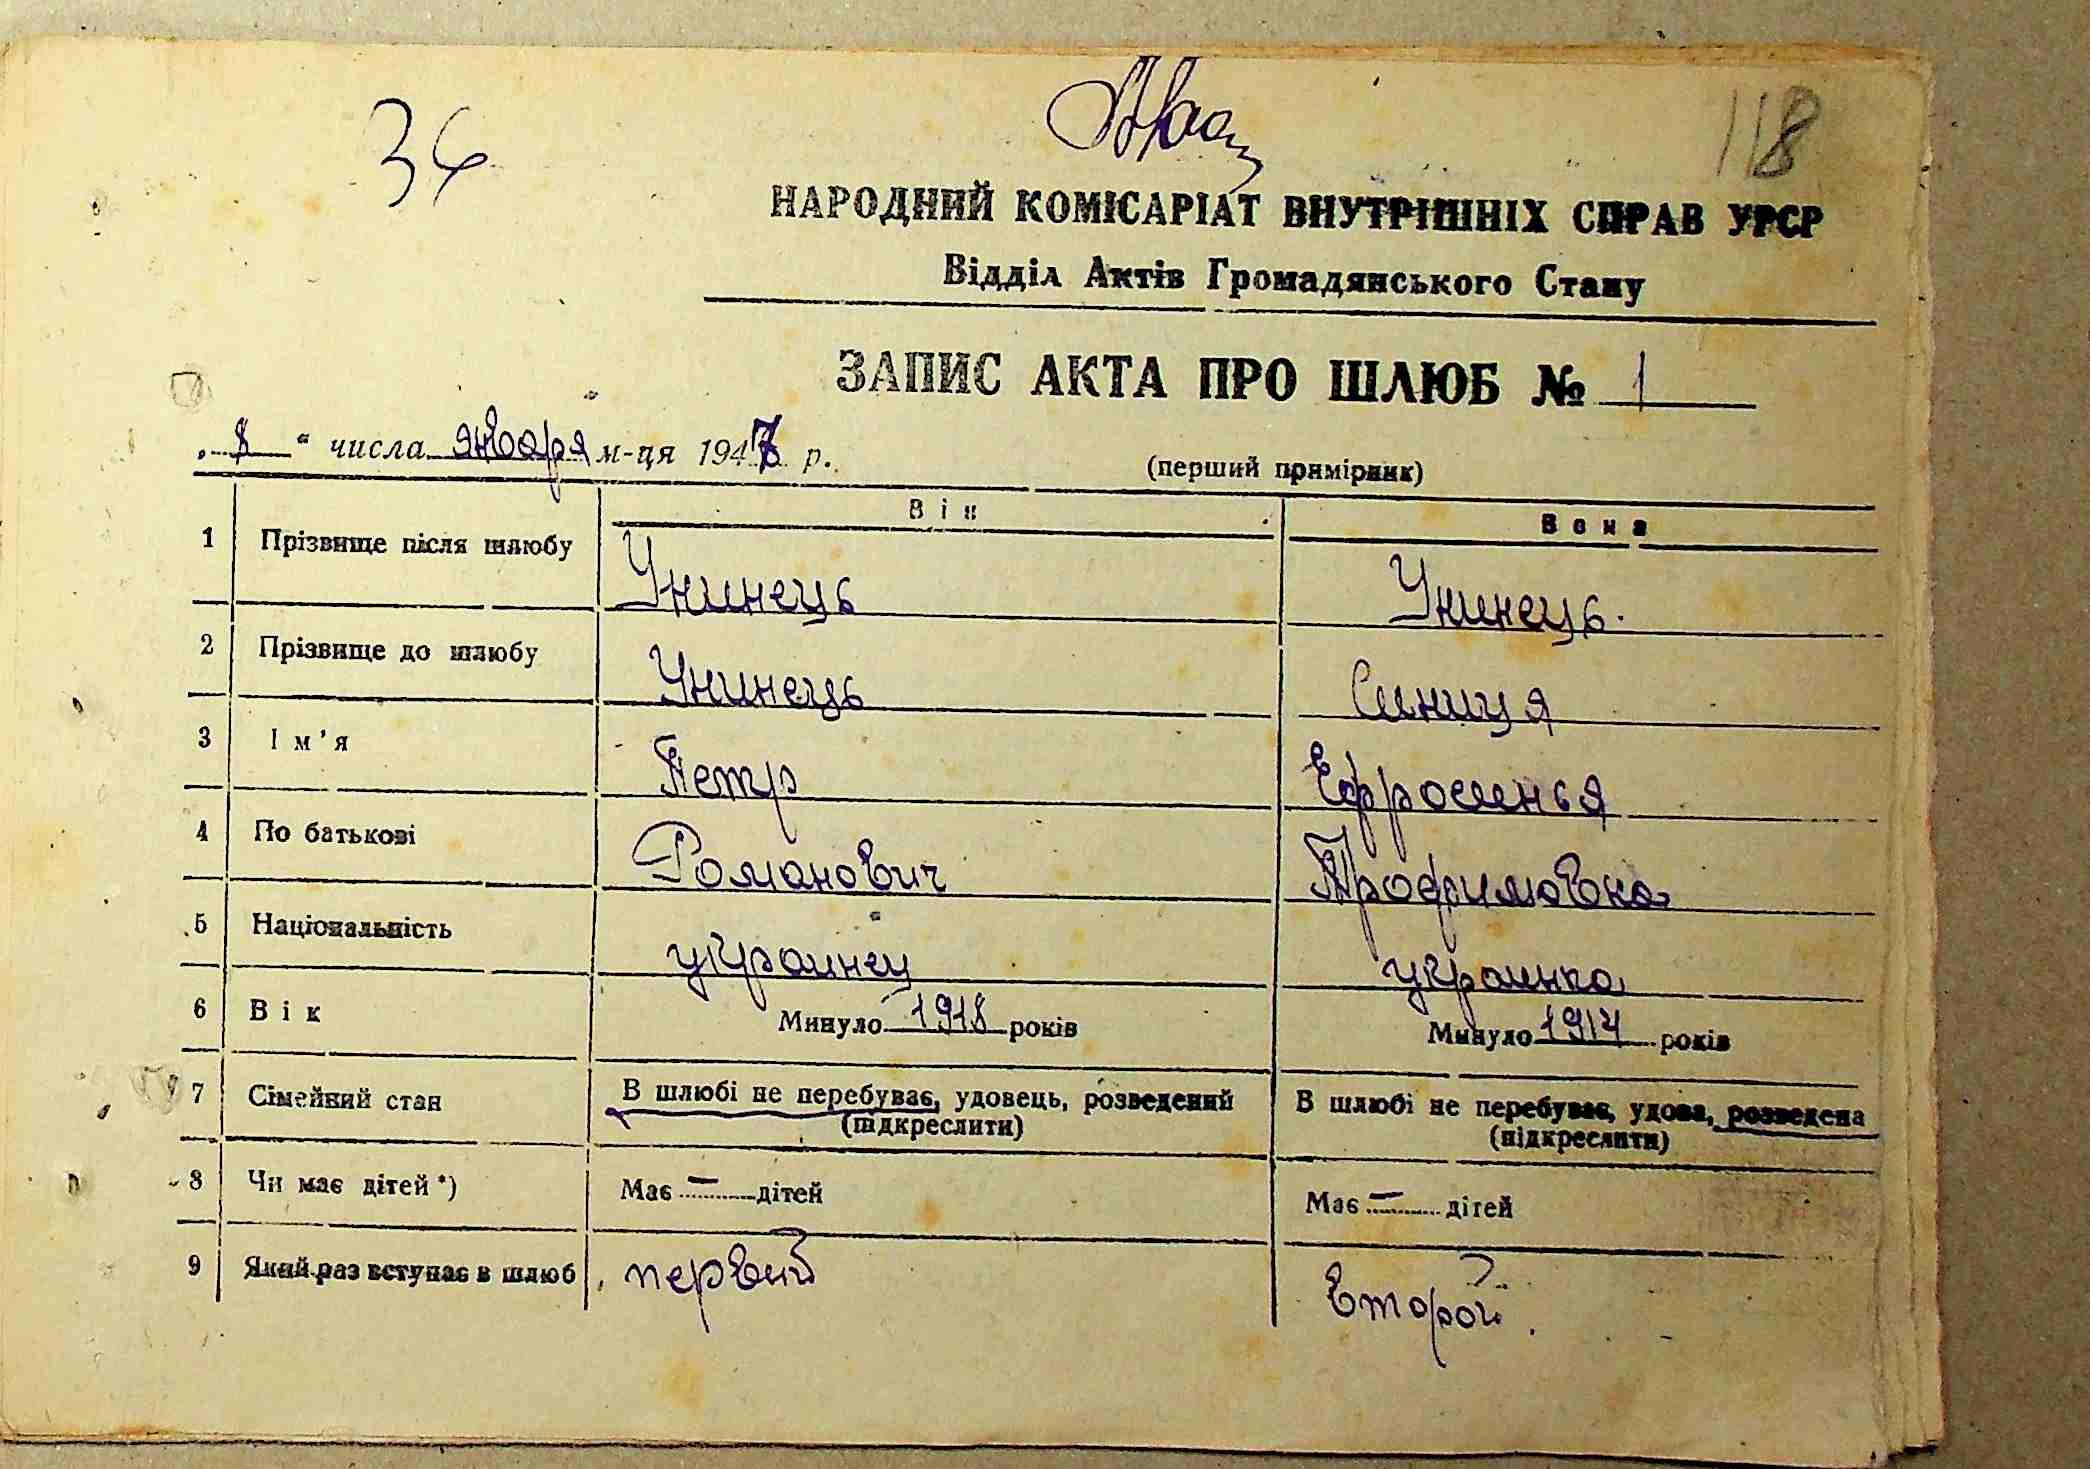 118
НАРОДНИЙ КОМІСАРІАТ ВНУТРІШНІХ СПРАВ УРСР
Відділ Актів Громадянського Стану
ЗАПИС АКТА ПРО ШЛЮБ № 1
„ 8 “ числа января м-ця 1947 р.
(перший примірник)
Він Вона
1 Прізвище після шлюбу Унинець Унинець.
2 Прізвище до шлюбу Унинець Синиця
3 Ім'я Петр Ефросинья
4 По батькові Романович Трофимовна
5 Національність украинец украинка
6 Вік Минуло 1918 років Минуло 1914 років
7 Сімейний стан В шлюбі не перебуває, удовець, розведений (підкреслити) В шлюбі не перебуває, удова, розведена (підкреслити)
8 Чи має дітей *) Має — дітей Має — дітей
9 Який раз вступає в шлюб первий Второй.